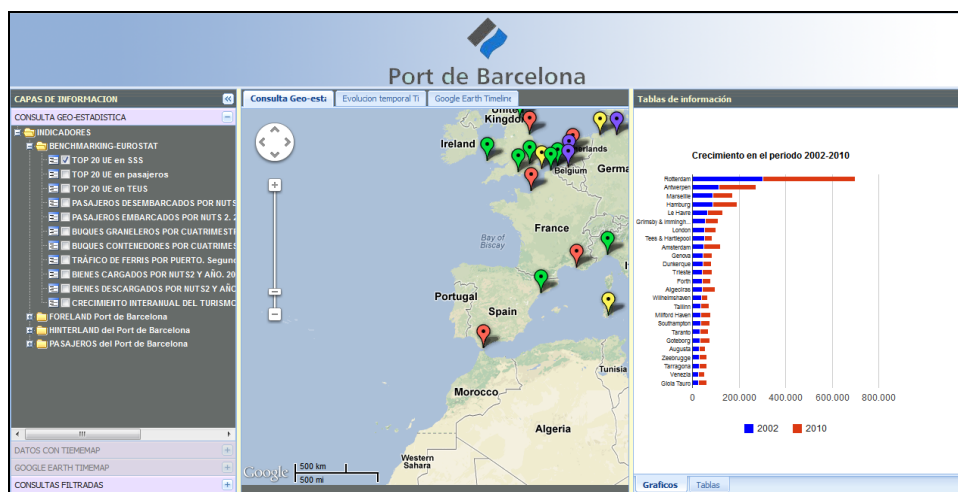 Port de Barcelona
CAPAS DE INFORMACION
CONSULTA GEO-ESTADISTICA
INDICADORES
BENCHMARKING-EUROSTAT
TOP 20 UE en SSS
TOP 20 UE en pasajeros
TOP 20 UE en TEUS
PASAJEROS DESEMBARCADOS POR NUTS
PASAJEROS EMBARCADOS POR NUTS 2. 2
BUQUES GRANELEROS POR CUATRIMESTI
BUQUES CONTENEDORES POR CUATRIMES
TRÁFICO DE FERRIS POR PUERTO. Segund
BIENES CARGADOS POR NUTS2 Y AÑO. 20
BIENES DESCARGADOS POR NUTS2 Y AÑO
CRECIMIENTO INTERANUAL DEL TURISMO
FORELAND Port de Barcelona
HINTERLAND del Port de Barcelona
PASAJEROS del Port de Barcelona
DATOS CON TIEMEMAP
GOOGLE EARTH TIMEMAP
CONSULTAS FILTRADAS
Consulta Geo-esta
Evolucion temporal Ti
Google Earth Timeline
United
Kingdo
Ireland
erlands
Belgium
Germa
France
Bay of
Biscay
Portugal
Spain
Tunisia
Morocco
Algeria
Western
Sahara
Google
500 km
500 mi
Tablas de información
Crecimiento en el periodo 2002-2010
Rotterdam
Antwerpen
Marseille
Hamburg
Le Havre
Grimsby & Immingh...
London
Tees & Hartlepool
Amsterdam
Genova
Dunkerque
Trieste
Forth
Algeciras
Wilhelmshaven
Tallinn
Milford Haven
Southampton
Taranto
Goteborg
Augusta
Zeebrugge
Tarragona
Venezia
Gioia Tauro
0 200.000 400.000 600.000 800.000
2002 2010
Graficos
Tablas